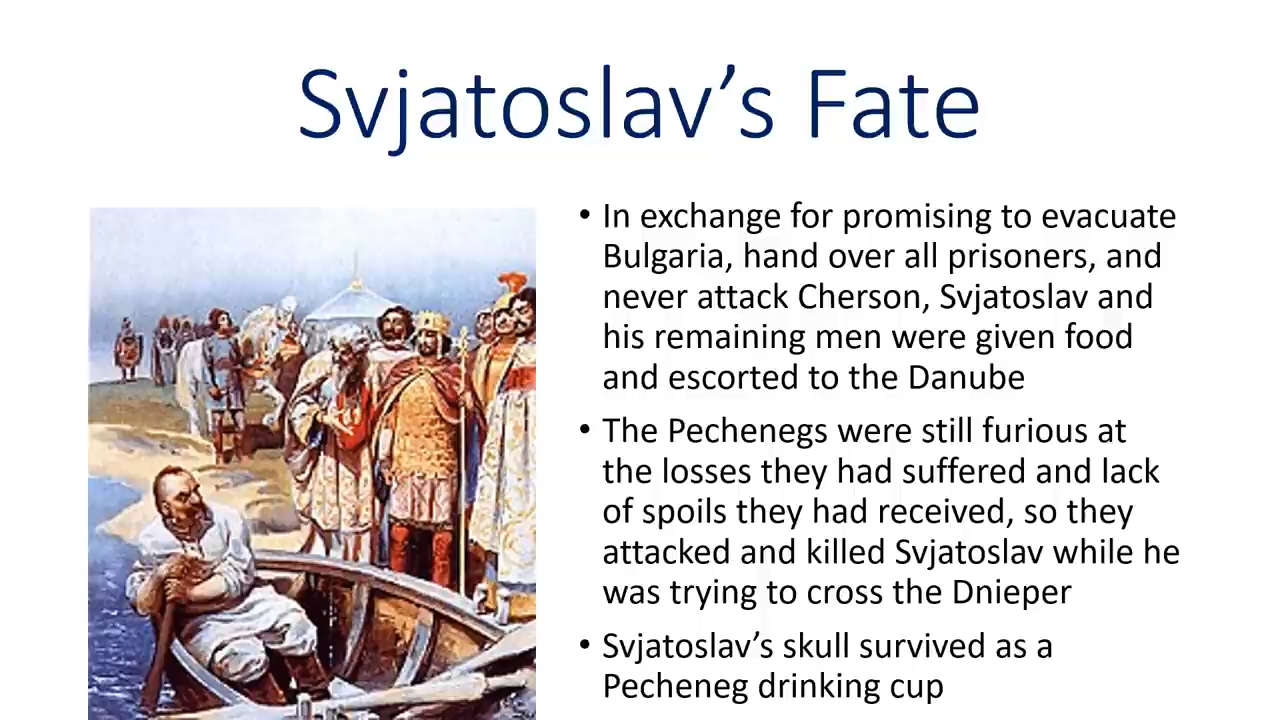 Svjatoslav’s Fate
• In exchange for promising to evacuate
Bulgaria, hand over all prisoners, and
never attack Cherson, Svjatoslav and
his remaining men were given food
and escorted to the Danube
• The Pechenegs were still furious at
the losses they had suffered and lack
of spoils they had received, so they
attacked and killed Svjatoslav while he
was trying to cross the Dnieper
• Svjatoslav’s skull survived as a
Pecheneg drinking cup